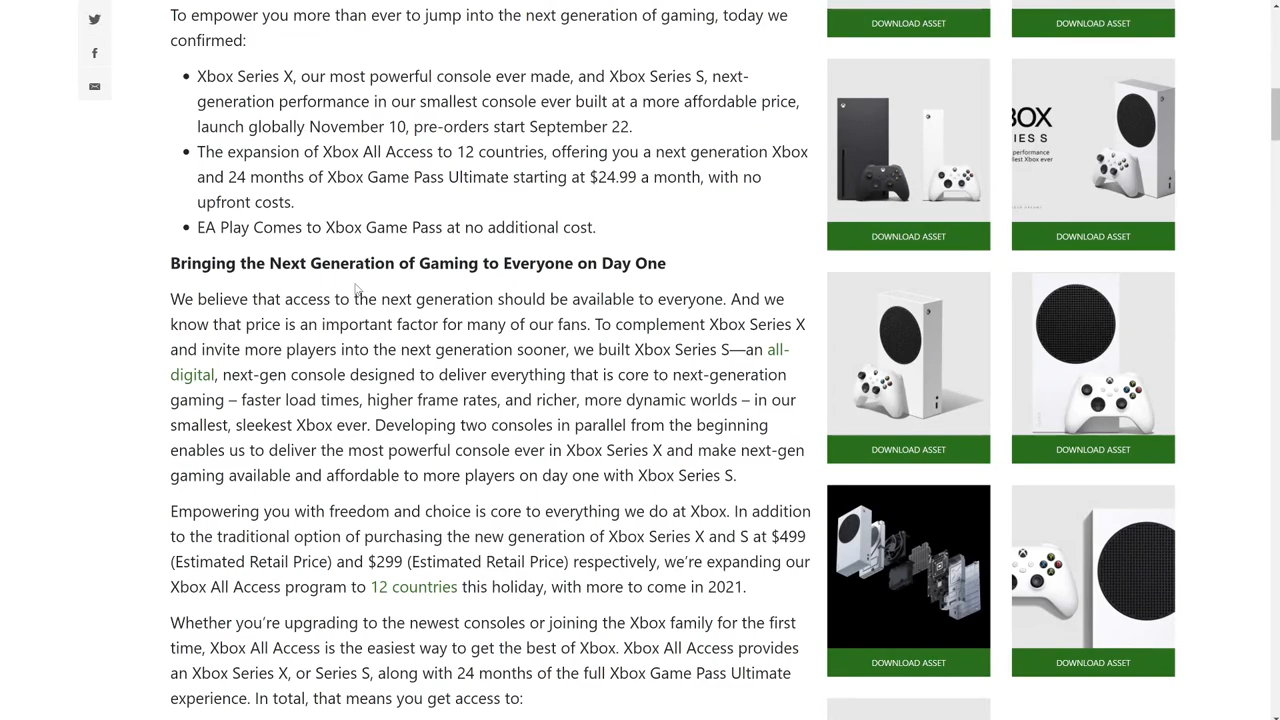 To empower you more than ever to jump into the next generation of gaming, today we
confirmed:
Xbox Series X, our most powerful console ever made, and Xbox Series S, next-
generation performance in our smallest console ever built at a more affordable price,
launch globally November 10, pre-orders start September 22.
The expansion of Xbox All Access to 12 countries, offering you a next generation Xbox
and 24 months of Xbox Game Pass Ultimate starting at $24.99 a month, with no
upfront costs.
EA Play Comes to Xbox Game Pass at no additional cost.
Bringing the Next Generation of Gaming to Everyone on Day One
We believe that access to the next generation should be available to everyone. And we
know that price is an important factor for many of our fans. To complement Xbox Series X
and invite more players into the next generation sooner, we built Xbox Series S—an all-
digital, next-gen console designed to deliver everything that is core to next-generation
gaming – faster load times, higher frame rates, and richer, more dynamic worlds – in our
smallest, sleekest Xbox ever. Developing two consoles in parallel from the beginning
enables us to deliver the most powerful console ever in Xbox Series X and make next-gen
gaming available and affordable to more players on day one with Xbox Series S.
Empowering you with freedom and choice is core to everything we do at Xbox. In addition
to the traditional option of purchasing the new generation of Xbox Series X and S at $499
(Estimated Retail Price) and $299 (Estimated Retail Price) respectively, we're expanding our
Xbox All Access program to 12 countries this holiday, with more to come in 2021.
Whether you're upgrading to the newest consoles or joining the Xbox family for the first
time, Xbox All Access is the easiest way to get the best of Xbox. Xbox All Access provides
an Xbox Series X, or Series S, along with 24 months of the full Xbox Game Pass Ultimate
experience. In total, that means you get access to:
DOWNLOAD ASSET
DOWNLOAD ASSET
BOX
IES S
performance
llest Xbox ever
DOWNLOAD ASSET
DOWNLOAD ASSET
DOWNLOAD ASSET
DOWNLOAD ASSET
DOWNLOAD ASSET
DOWNLOAD ASSET